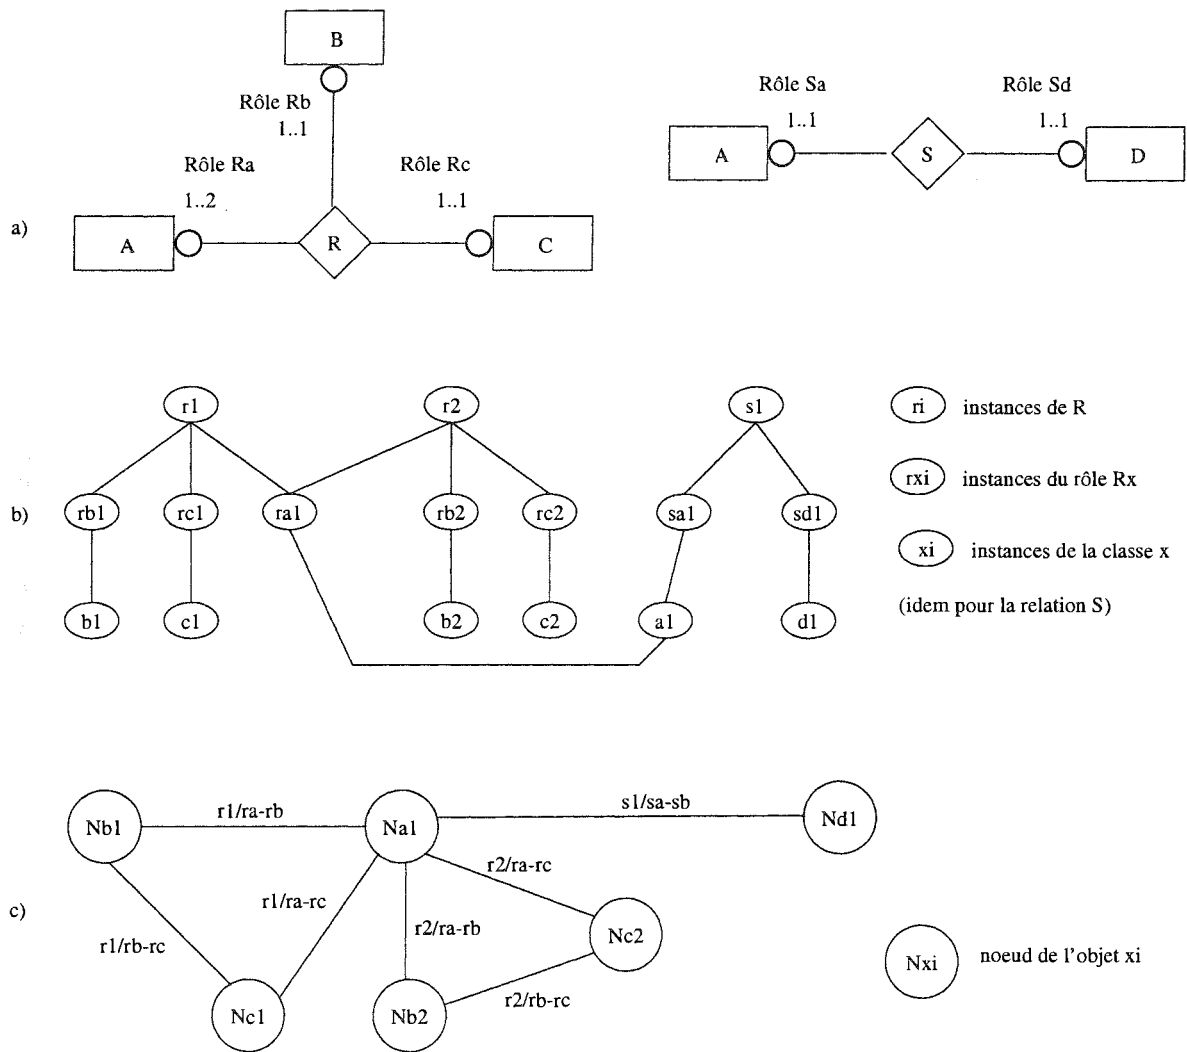 B
Rôle Rb
1..1
Rôle Ra
1..2
Rôle Rc
1..1
a)
A
R
C
Rôle Sa
1..1
Rôle Sd
1..1
A
S
D
r1
r2
s1
ri
instances de R
b)
rb1
rc1
ra1
rb2
rc2
sa1
sd1
rxi
instances du rôle Rx
xi
instances de la classe x
b1
c1
b2
c2
a1
d1
(idem pour la relation S)
Nb1
r1/ra-rb
Na1
s1/sa-sb
Nd1
c)
r1/rb-rc
r1/ra-rc
r2/ra-rb
r2/ra-rc
Nc2
r2/rb-rc
Nc1
Nb2
Nxi
noeud de l'objet xi